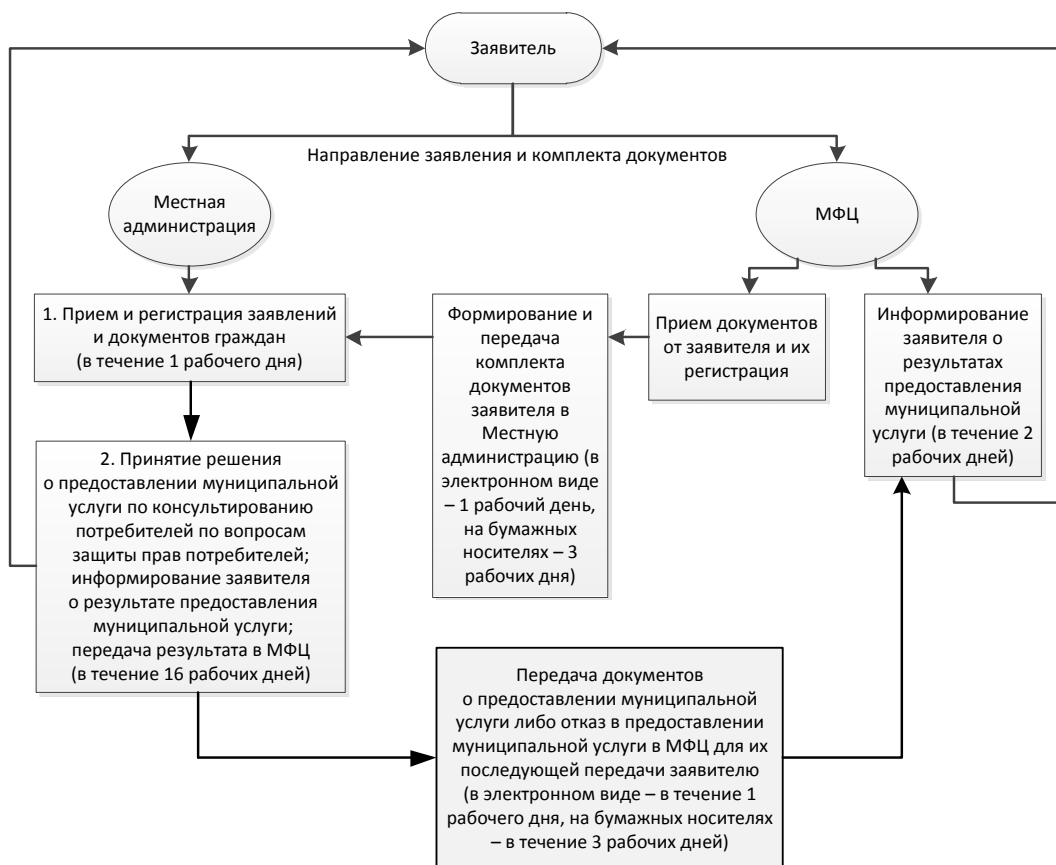 Заявитель
Направление заявления и комплекта документов
Местная
администрация
МФЦ
1. Прием и регистрация заявлений
и документов граждан
(в течение 1 рабочего дня)
Формирование и
передача
комплекта
документов
заявителя в
Местную
администрацию (в
электронном виде
– 1 рабочий день,
на бумажных
носителях – 3
рабочих дня)
Прием документов
от заявителя и их
регистрация
Информирование
заявителя о
результатах
предоставления
муниципальной
услуги (в течение 2
рабочих дней)
2. Принятие решения
о предоставлении муниципальной
услуги по консультированию
потребителей по вопросам
защиты прав потребителей;
информирование заявителя
о результате предоставления
муниципальной услуги;
передача результата в МФЦ
(в течение 16 рабочих дней)
Передача документов
о предоставлении муниципальной
услуги либо отказ в предоставлении
муниципальной услуги в МФЦ для их
последующей передачи заявителю
(в электронном виде – в течение 1
рабочего дня, на бумажных носителях
– в течение 3 рабочих дней)